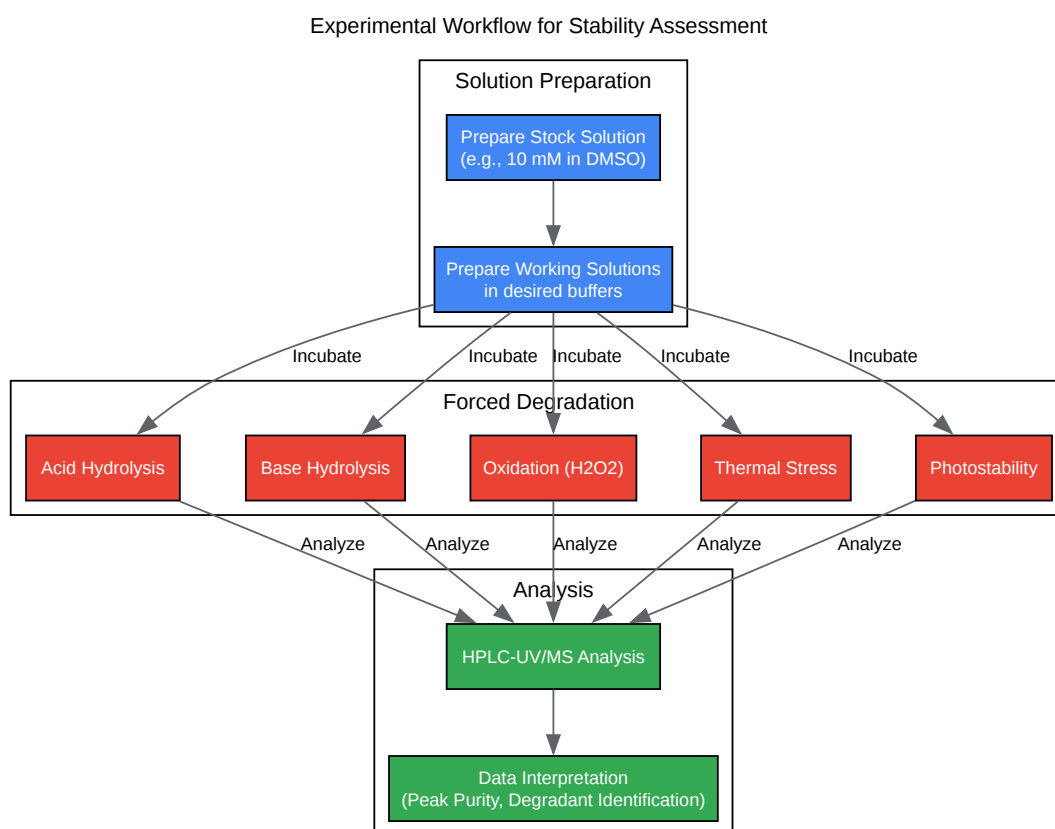 Experimental Workflow for Stability Assessment
Solution Preparation
Prepare Stock Solution
(e.g., 10 mM in DMSO)
Prepare Working Solutions
in desired buffers
Incubate
Incubate
Incubate
Incubate
Incubate
Forced Degradation
Acid Hydrolysis
Base Hydrolysis
Oxidation (H2O2)
Thermal Stress
Photostability
Analyze
Analyze
Analyze
Analyze
Analyze
Analysis
HPLC-UV/MS Analysis
Data Interpretation
(Peak Purity, Degradant Identification)